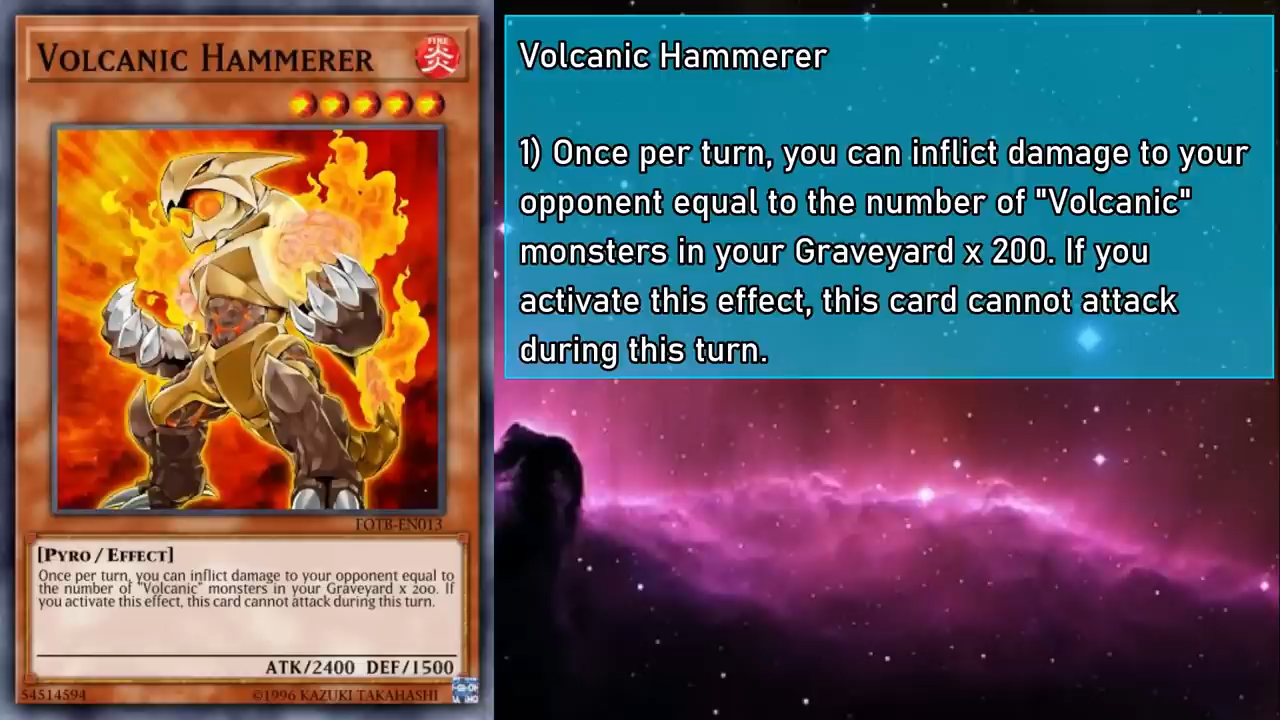 VOLCANIC HAMMERER
FIRE
炎
FOTB-EN013
[PYRO / EFFECT]
Once per turn, you can inflict damage to your opponent equal to
the number of "Volcanic" monsters in your Graveyard x 200. If
you activate this effect, this card cannot attack during this turn.
ATK/2400 DEF/1500
54514594
©1996 KAZUKI TAKAHASHI
Volcanic Hammerer
1) Once per turn, you can inflict damage to your
opponent equal to the number of "Volcanic"
monsters in your Graveyard x 200. If you
activate this effect, this card cannot attack
during this turn.